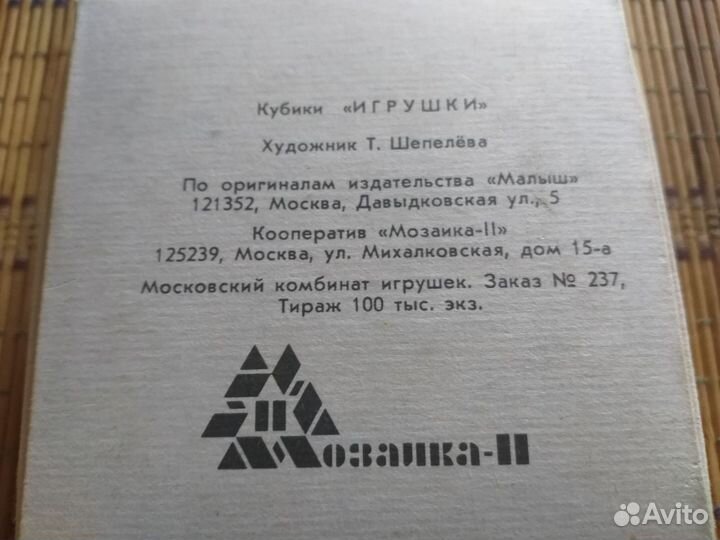 Кубики «ИГРУШКИ»
Художник Т. Шепелёва
По оригиналам издательства «Малыш»
121352, Москва, Давыдковская ул., 5
Кооператив «Мозаика-II»
125239, Москва, ул. Михалковская, дом 15-а
Московский комбинат игрушек. Заказ № 237,
Тираж 100 тыс. экз.
Мозаика-II
Avito